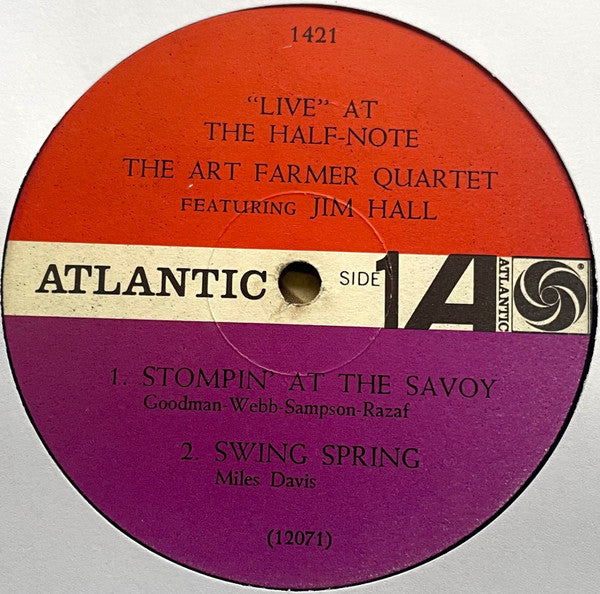 1421
“LIVE” AT
THE HALF-NOTE
THE ART FARMER QUARTET
FEATURING JIM HALL
ATLANTIC
SIDE 1
A
ATLANTIC
®
1. STOMPIN’ AT THE SAVOY
Goodman-Webb-Sampson-Razaf
2. SWING SPRING
Miles Davis
(12071)